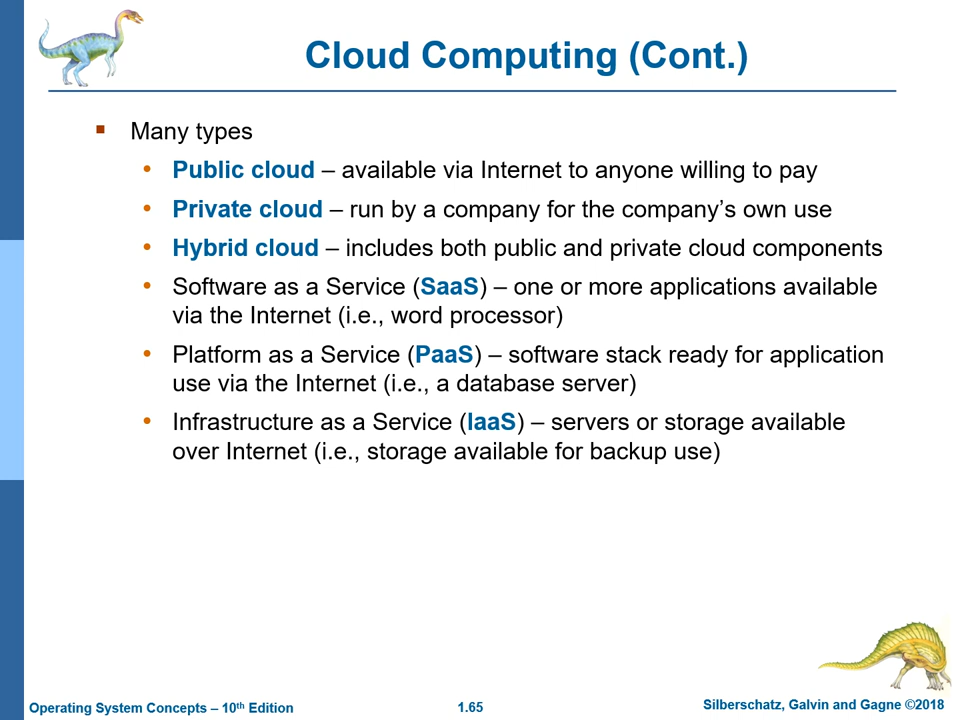 Cloud Computing (Cont.)
▪ Many types
• Public cloud – available via Internet to anyone willing to pay
• Private cloud – run by a company for the company’s own use
• Hybrid cloud – includes both public and private cloud components
• Software as a Service (SaaS) – one or more applications available
via the Internet (i.e., word processor)
• Platform as a Service (PaaS) – software stack ready for application
use via the Internet (i.e., a database server)
• Infrastructure as a Service (IaaS) – servers or storage available
over Internet (i.e., storage available for backup use)
Operating System Concepts – 10th Edition
1.65
Silberschatz, Galvin and Gagne ©2018